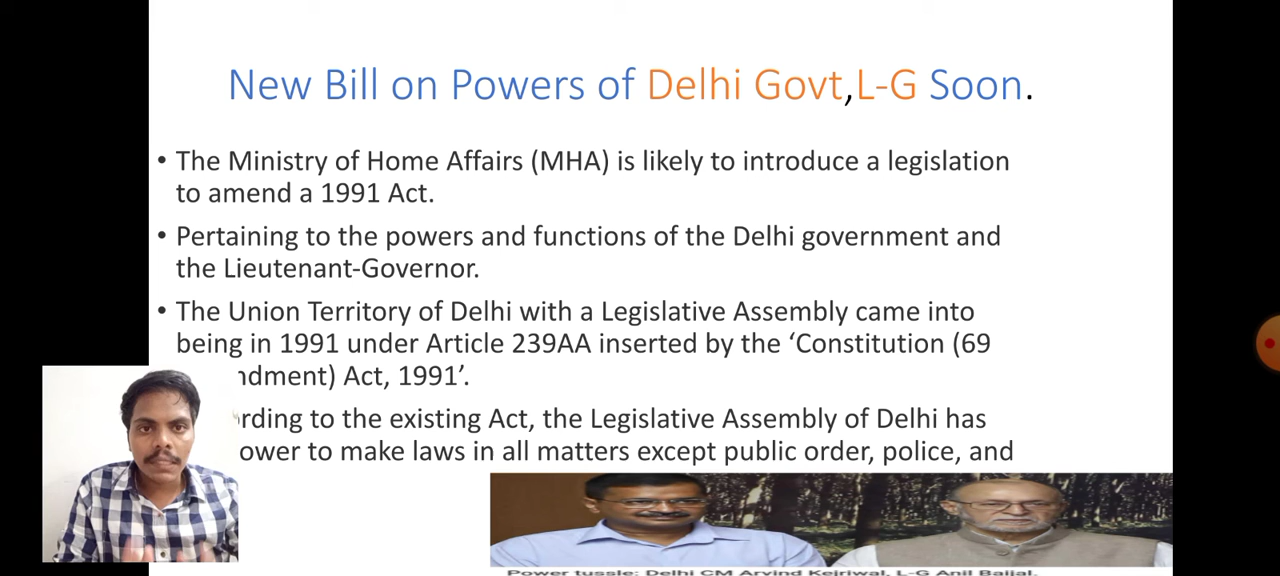 New Bill on Powers of Delhi Govt,L-G Soon.
• The Ministry of Home Affairs (MHA) is likely to introduce a legislation
to amend a 1991 Act.
• Pertaining to the powers and functions of the Delhi government and
the Lieutenant-Governor.
• The Union Territory of Delhi with a Legislative Assembly came into
being in 1991 under Article 239AA inserted by the ‘Constitution (69
ndment) Act, 1991’.
rding to the existing Act, the Legislative Assembly of Delhi has
ower to make laws in all matters except public order, police, and
Power tussle: Delhi CM Arvind Kejriwal, L-G Anil Baijal.